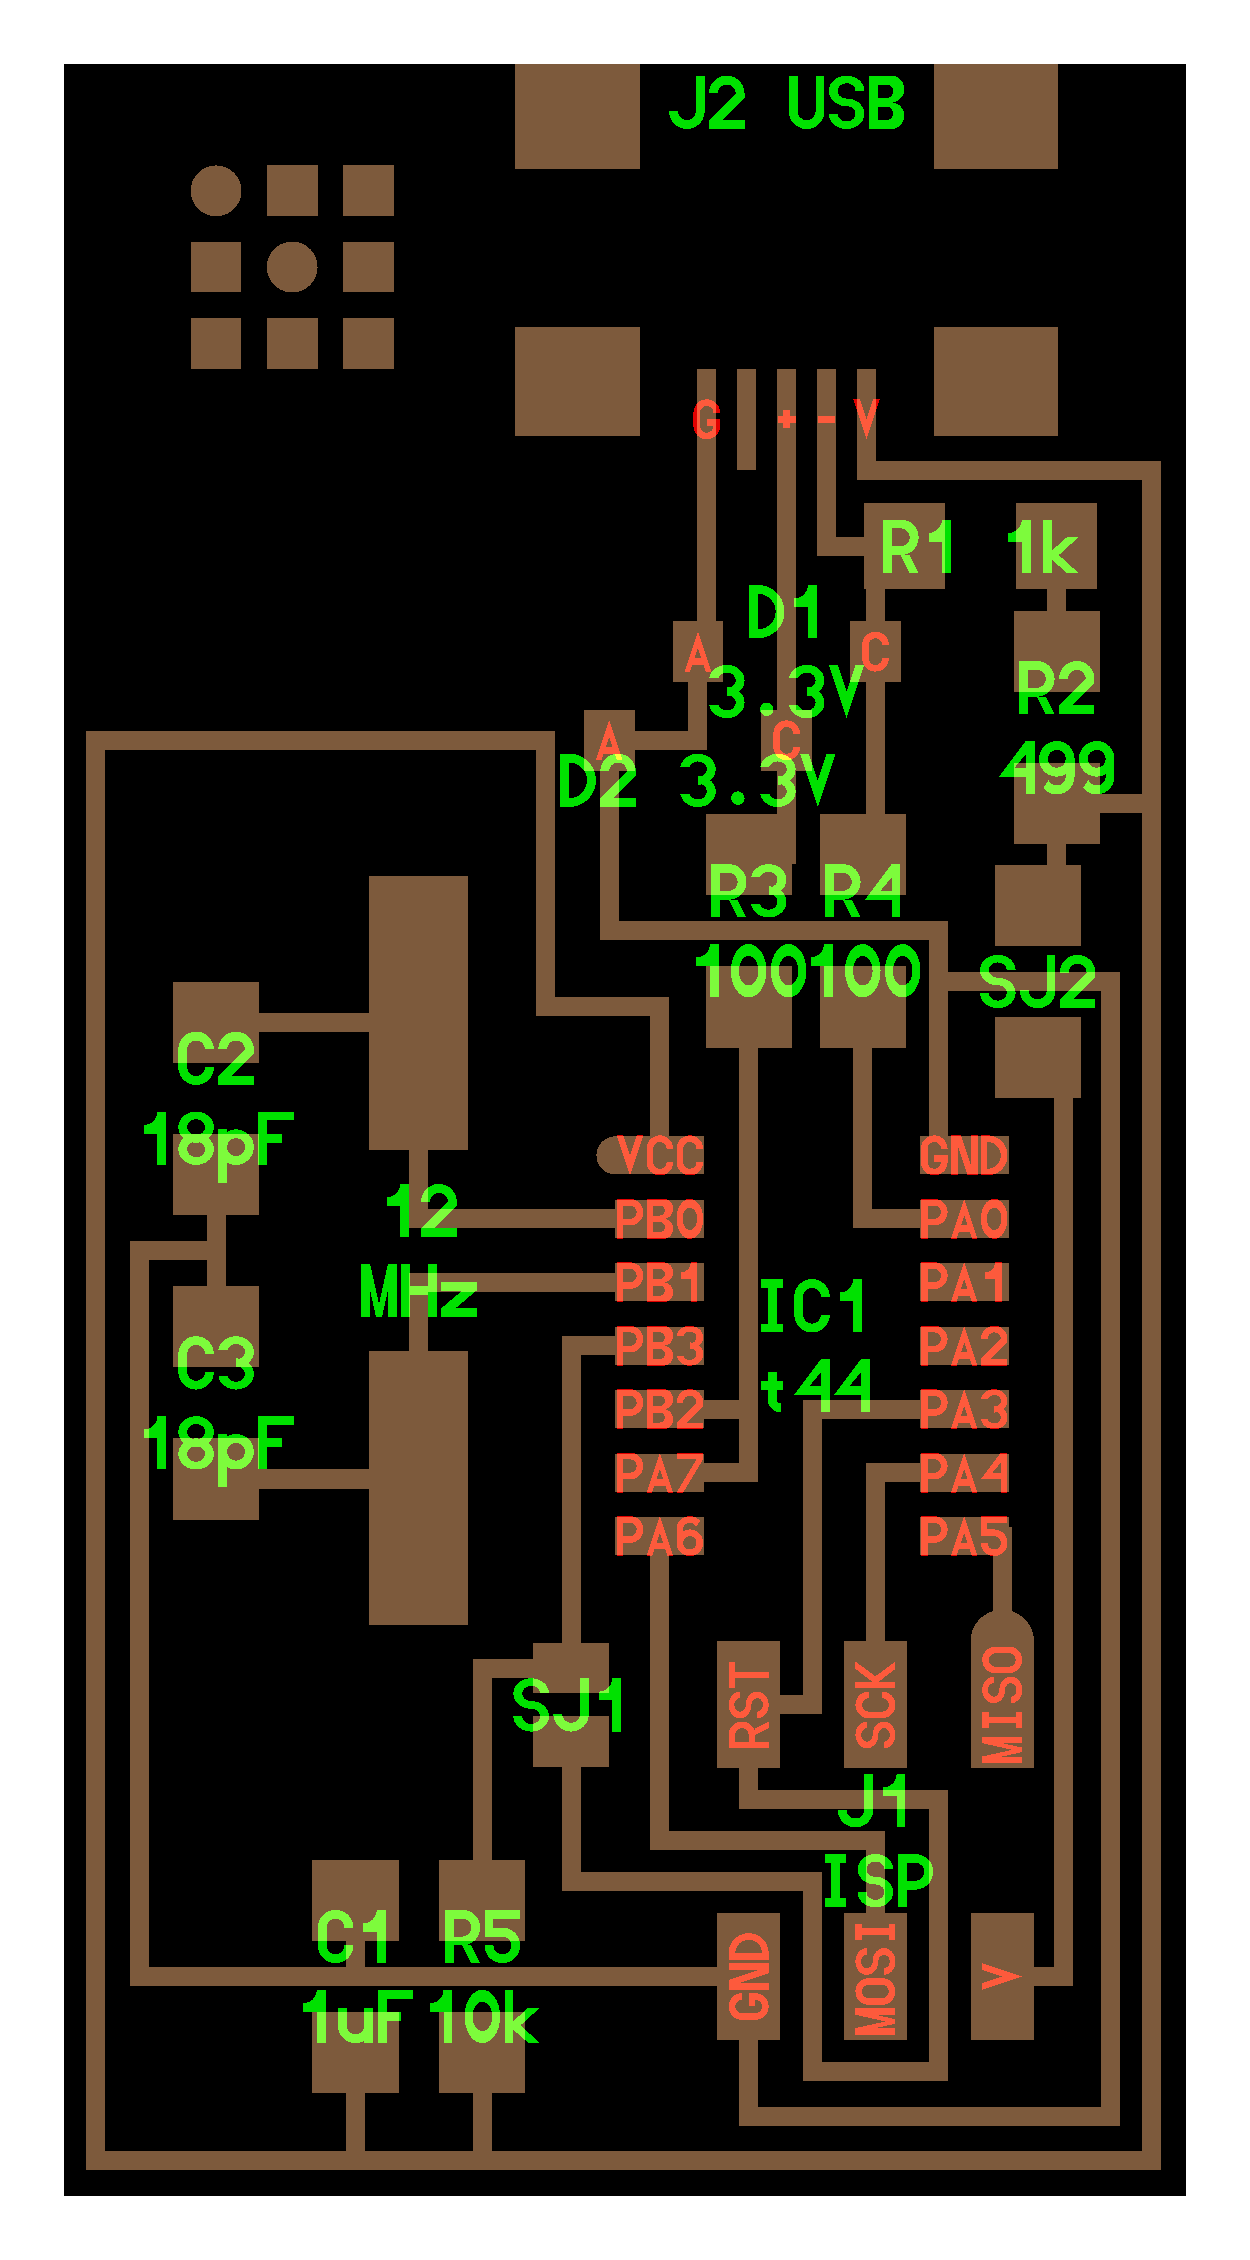 J2 USB
G + - V
R1 1k
D1
A C
3.3V
R2
A C
499
D2 3.3V
R3 R4
100 100
SJ2
C2
18pF
VCC GND
12
PB0 PA0
MHz
PB1 PA1
IC1
PB3 PA2
C3
t44
PB2 PA3
18pF
PA7 PA4
PA6 PA5
SJ1
RST SCK MISO
J1
ISP
C1 R5
GND MOSI V
1uF 10k